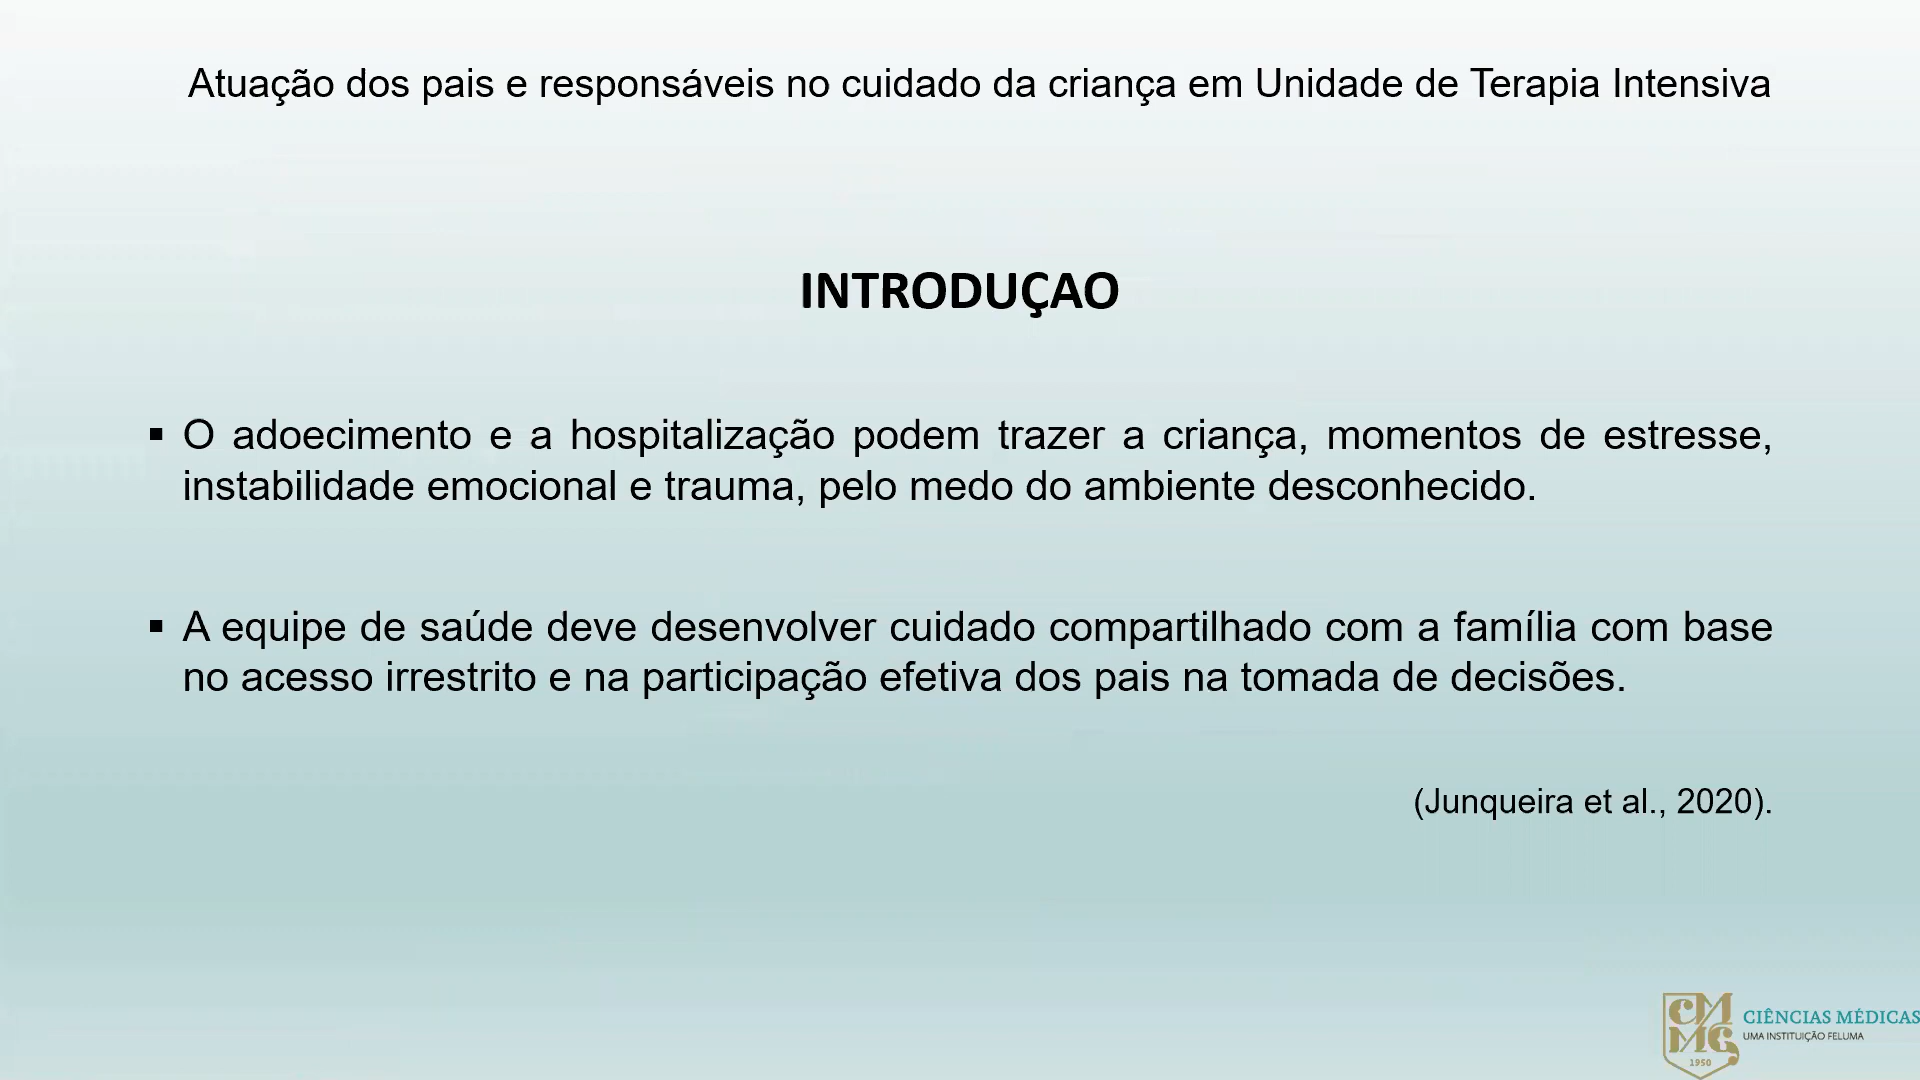 Atuação dos pais e responsáveis no cuidado da criança em Unidade de Terapia Intensiva
INTRODUÇAO
▪ O adoecimento e a hospitalização podem trazer a criança, momentos de estresse,
instabilidade emocional e trauma, pelo medo do ambiente desconhecido.
▪ A equipe de saúde deve desenvolver cuidado compartilhado com a família com base
no acesso irrestrito e na participação efetiva dos pais na tomada de decisões.
(Junqueira et al., 2020).
CMMG
1950
CIÊNCIAS MÉDICAS
UMA INSTITUIÇÃO FELUMA